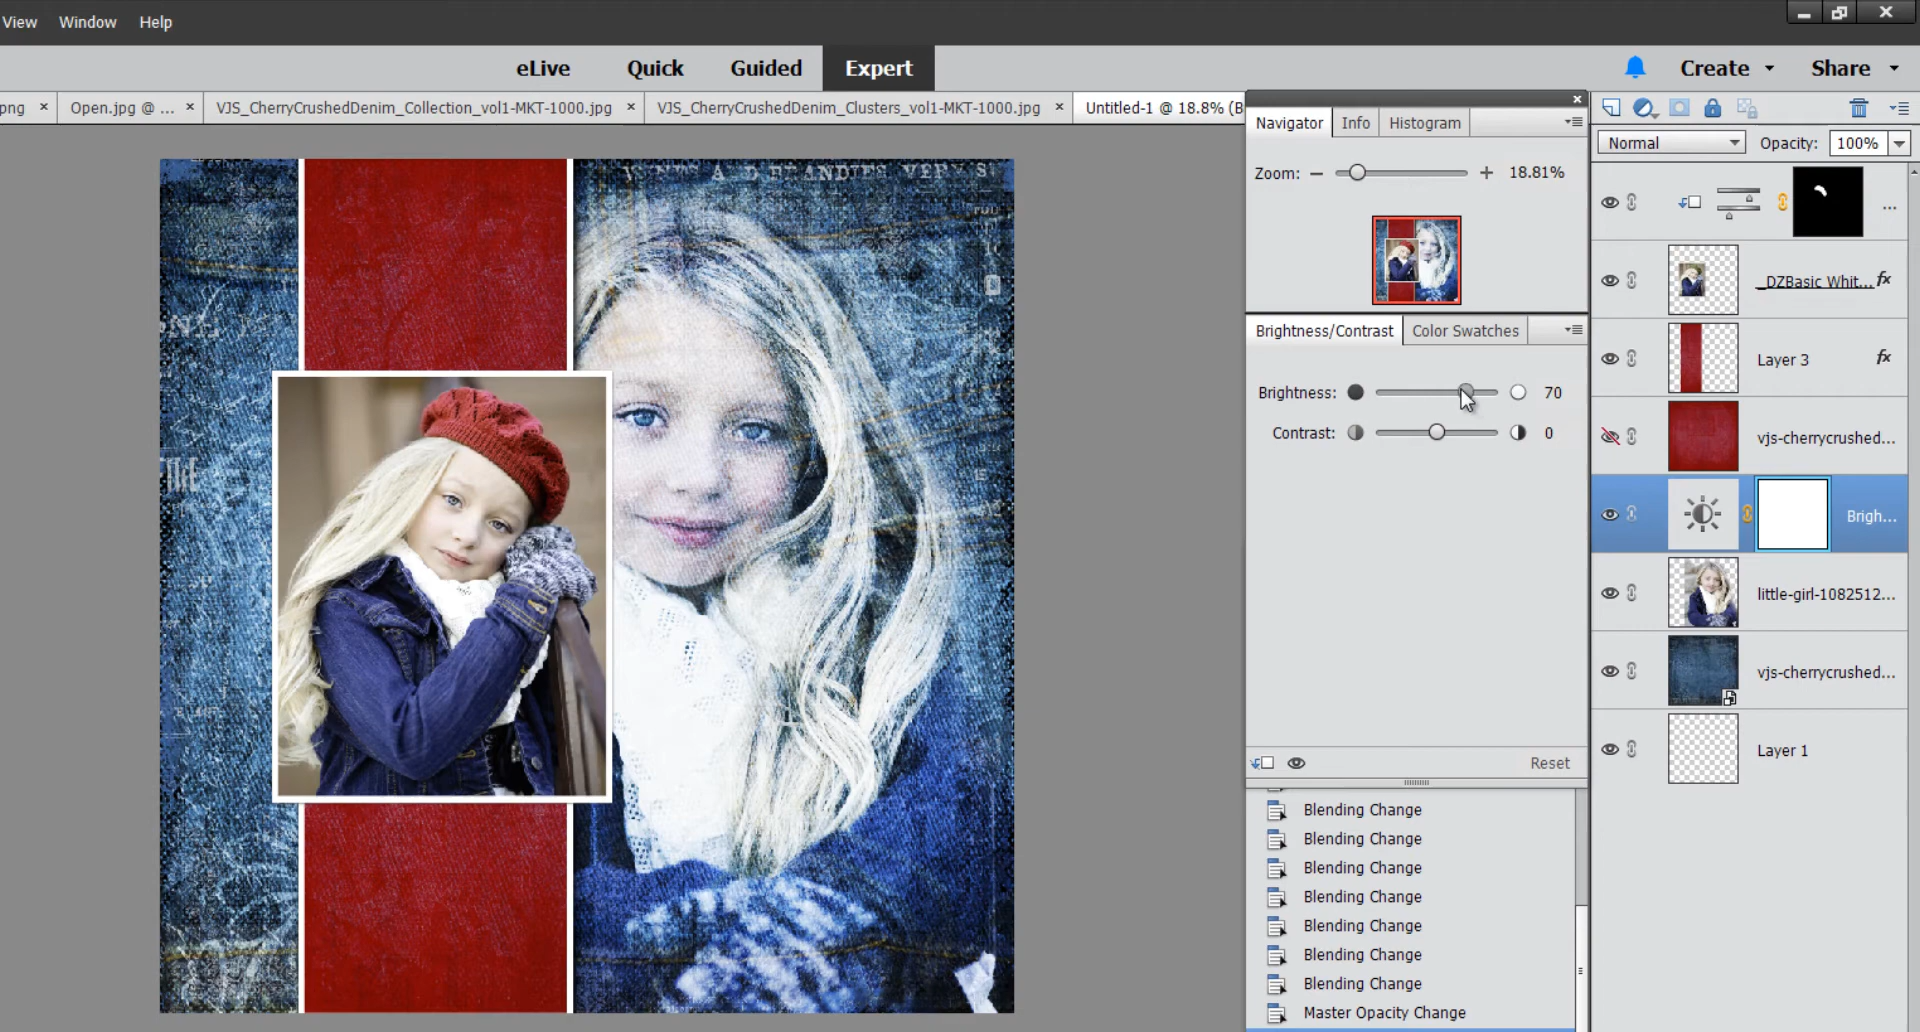 View Window Help
eLive Quick Guided Expert Create Share
png × Open.jpg @ ... × VJS_CherryCrushedDenim_Collection_vol1-MKT-1000.jpg × VJS_CherryCrushedDenim_Clusters_vol1-MKT-1000.jpg × Untitled-1 @ 18.8% (B
Navigator Info Histogram
Normal Opacity: 100%
Zoom: 18.81%
...
_DZBasic Whit... fx
Brightness/Contrast Color Swatches
Layer 3 fx
Brightness: 70
Contrast: 0
vjs-cherrycrushed...
Brigh...
little-girl-1082512...
vjs-cherrycrushed...
Layer 1
Reset
Blending Change
Blending Change
Blending Change
Blending Change
Blending Change
Blending Change
Blending Change
Master Opacity Change